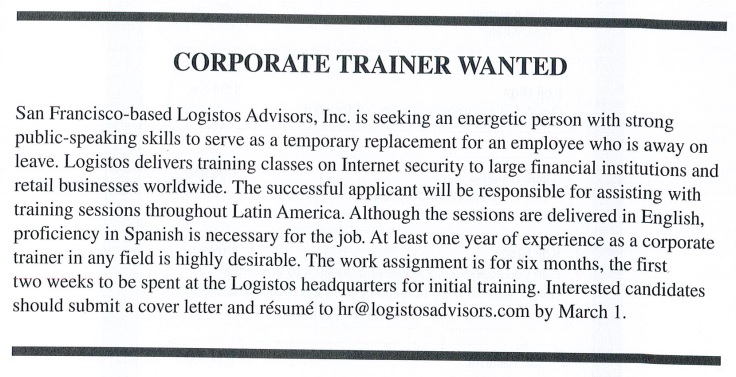 CORPORATE TRAINER WANTED
San Francisco-based Logistos Advisors, Inc. is seeking an energetic person with strong
public-speaking skills to serve as a temporary replacement for an employee who is away on
leave. Logistos delivers training classes on Internet security to large financial institutions and
retail businesses worldwide. The successful applicant will be responsible for assisting with
training sessions throughout Latin America. Although the sessions are delivered in English,
proficiency in Spanish is necessary for the job. At least one year of experience as a corporate
trainer in any field is highly desirable. The work assignment is for six months, the first
two weeks to be spent at the Logistos headquarters for initial training. Interested candidates
should submit a cover letter and résumé to hr@logistosadvisors.com by March 1.